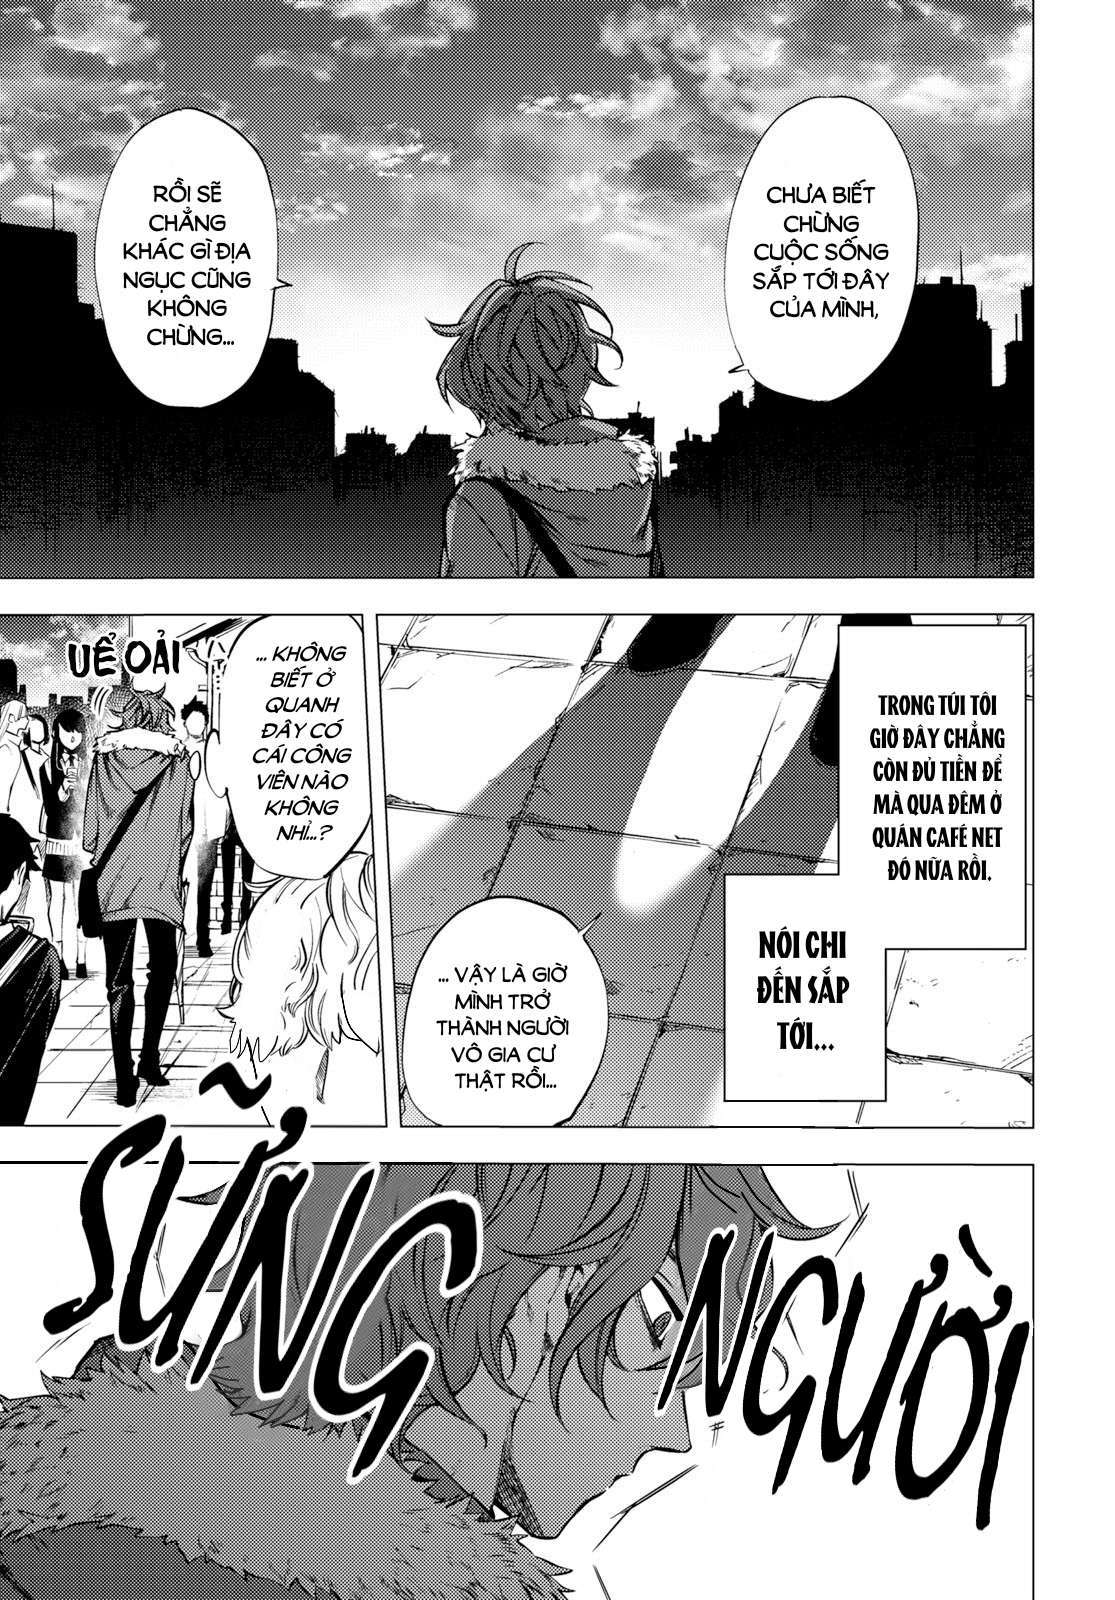 CHƯA BIẾT
CHỪNG
CUỘC SỐNG
SẮP TỚI ĐÂY
CỦA MÌNH,
RỒI SẼ
CHẲNG
KHÁC GÌ ĐỊA
NGỤC CŨNG
KHÔNG
CHỪNG...
TRONG TÚI TÔI
GIỜ ĐÂY CHẲNG
CÒN ĐỦ TIỀN ĐỂ
MÀ QUA ĐÊM Ở
QUÁN CAFÉ NET
ĐÓ NỮA RỒI,
NÓI CHI
ĐẾN SẮP
TỚI...
... VẬY LÀ GIỜ
MÌNH TRỞ
THÀNH NGƯỜI
VÔ GIA CƯ
THẬT RỒI...
... KHÔNG
BIẾT Ở
QUANH
ĐÂY CÓ
CÁI CÔNG
VIÊN NÀO
KHÔNG
NHỈ...?
UỂ OẢI
SỮNG
NGƯỜI